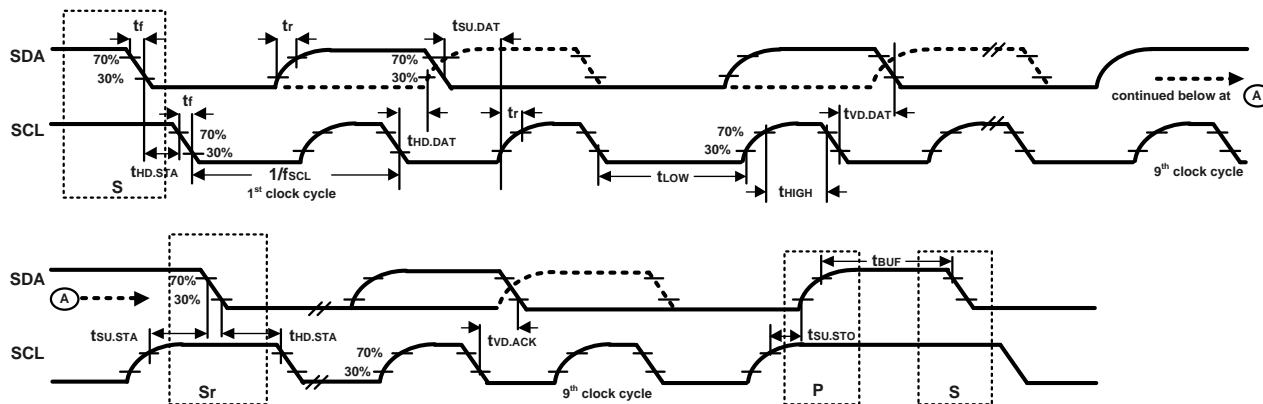 tf
tr
tSU.DAT
SDA
70%
30%
70%
30%
continued below at A
tf
tr
tVD.DAT
SCL
70%
30%
tHD.DAT
70%
30%
tHD.STA
1/fSCL
tLOW
tHIGH
1st clock cycle
9th clock cycle
S
tBUF
SDA
70%
30%
A
tSU.STA
tHD.STA
tVD.ACK
tSU.STO
SCL
70%
30%
9th clock cycle
Sr
P
S